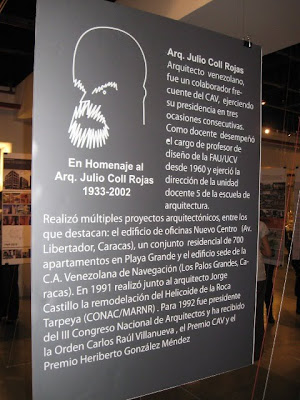 Arq. Julio Coll Rojas
Arquitecto venezolano,
fue un colaborador fre-
cuente del CAV, ejerciendo
su presidencia en tres
ocasiones consecutivas.
Como docente desempeñó
el cargo de profesor de
diseño de la FAU/UCV
desde 1960 y ejerció la
dirección de la unidad
docente 5 de la escuela de
arquitectura.
En Homenaje al
Arq. Julio Coll Rojas
1933-2002
Realizó múltiples proyectos arquitectónicos, entre los
que destacan: el edificio de oficinas Nuevo Centro (Av.
Libertador, Caracas), un conjunto residencial de 700
apartamentos en Playa Grande y el edificio sede de la
C.A. Venezolana de Navegación (Los Palos Grandes, Ca-
racas). En 1991 realizó junto al arquitecto Jorge
Castillo la remodelación del Helicoide de la Roca
Tarpeya (CONAC/MARNR). Para 1992 fue presidente
del III Congreso Nacional de Arquitectos y ha recibido
la Orden Carlos Raúl Villanueva, el Premio CAV y el
Premio Heriberto González Méndez